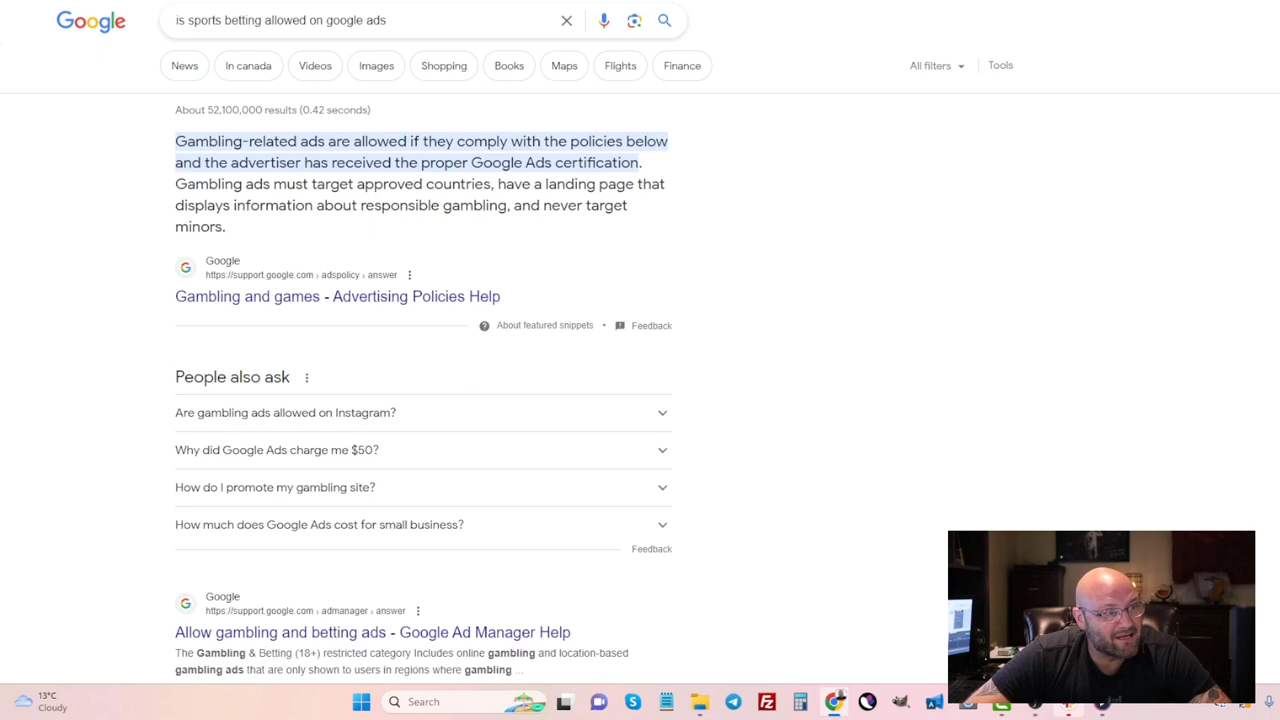 Google
is sports betting allowed on google ads
News
In canada
Videos
Images
Shopping
Books
Maps
Flights
Finance
All filters
Tools
About 52,100,000 results (0.42 seconds)
Gambling-related ads are allowed if they comply with the policies below
and the advertiser has received the proper Google Ads certification.
Gambling ads must target approved countries, have a landing page that
displays information about responsible gambling, and never target
minors.
Google
https://support.google.com › adspolicy › answer
Gambling and games - Advertising Policies Help
About featured snippets • Feedback
People also ask
Are gambling ads allowed on Instagram?
Why did Google Ads charge me $50?
How do I promote my gambling site?
How much does Google Ads cost for small business?
Feedback
Google
https://support.google.com › admanager › answer
Allow gambling and betting ads - Google Ad Manager Help
The Gambling & Betting (18+) restricted category Includes online gambling and location-based
gambling ads that are only shown to users in regions where gambling ...
13°C
Cloudy
Search